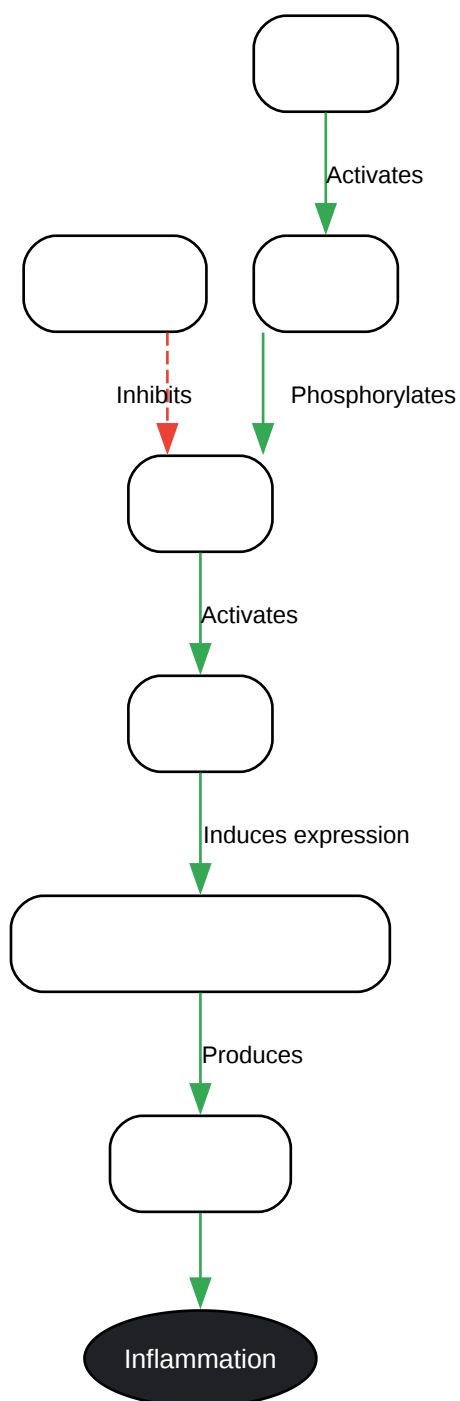 Activates
Inhibits
Phosphorylates
Activates
Induces expression
Produces
Inflammation